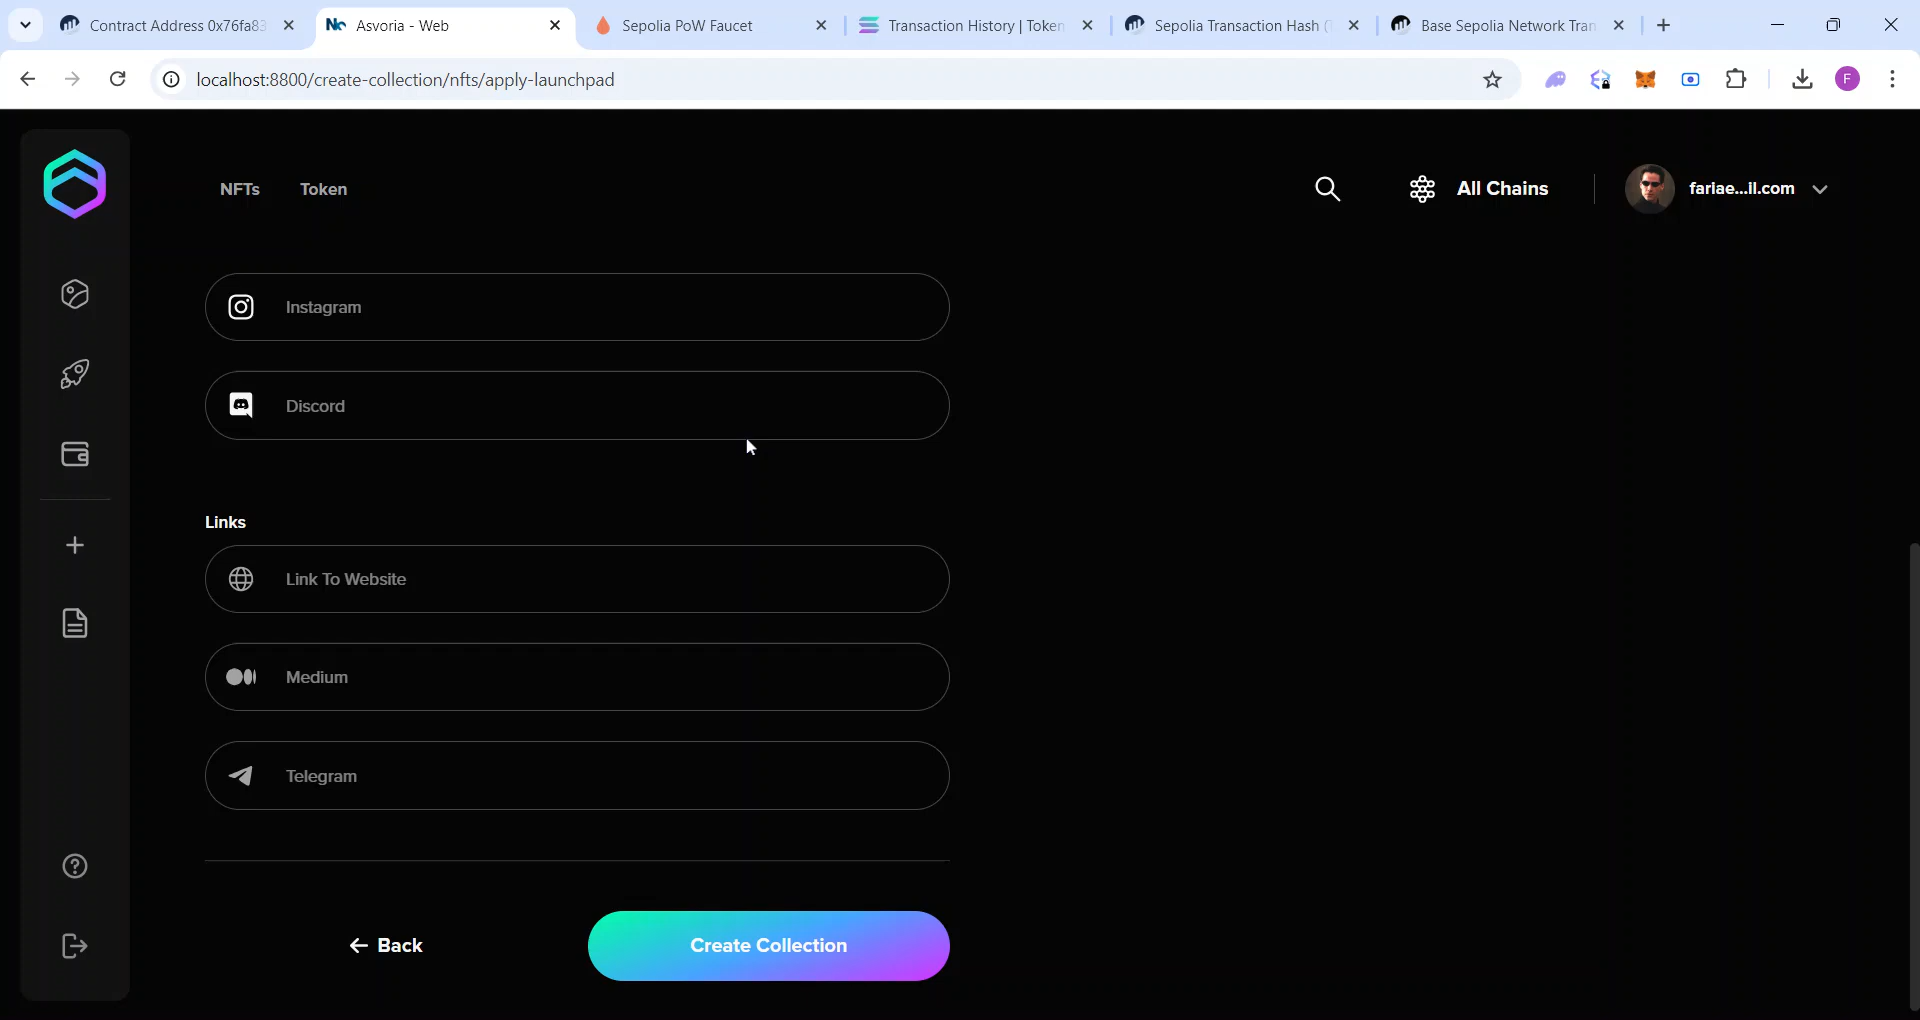 Contract Address 0x76fa83
Asvoria - Web
Sepolia PoW Faucet
Transaction History | Token
Sepolia Transaction Hash (T
Base Sepolia Network Tran
localhost:8800/create-collection/nfts/apply-launchpad
F
NFTs
Token
All Chains
farlae...il.com
Instagram
Discord
Links
Link To Website
Medium
Telegram
Back
Create Collection